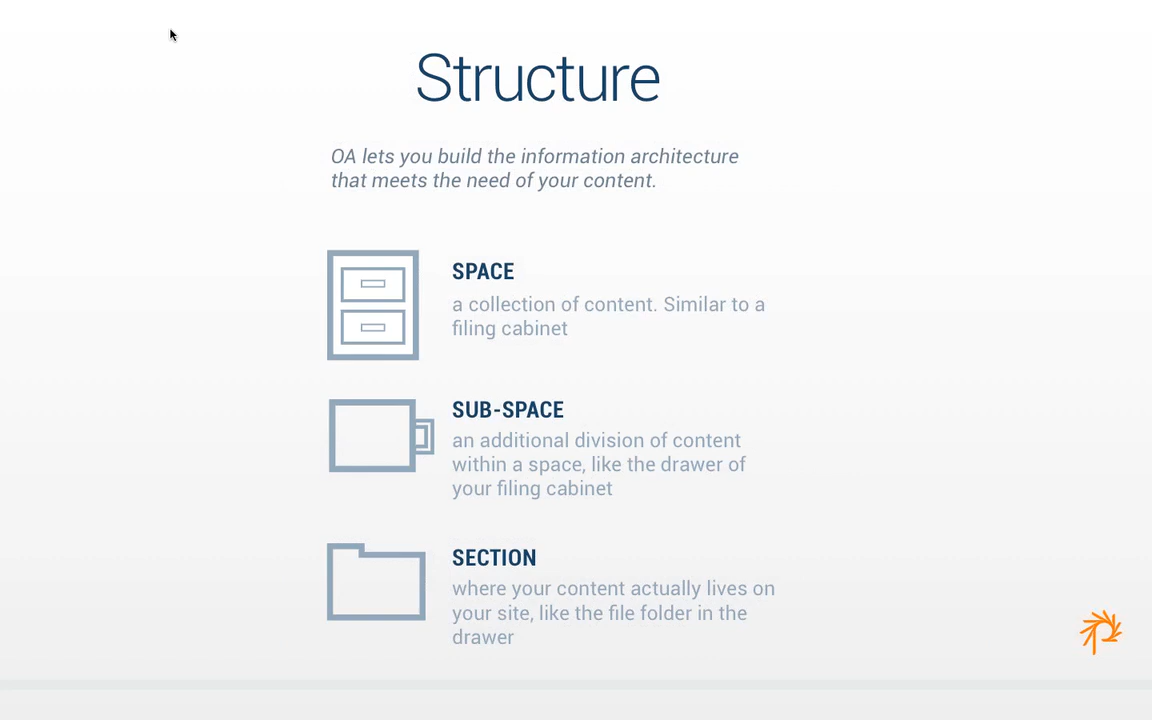 Structure
OA lets you build the information architecture
that meets the need of your content.
SPACE
a collection of content. Similar to a
filing cabinet
SUB-SPACE
an additional division of content
within a space, like the drawer of
your filing cabinet
SECTION
where your content actually lives on
your site, like the file folder in the
drawer